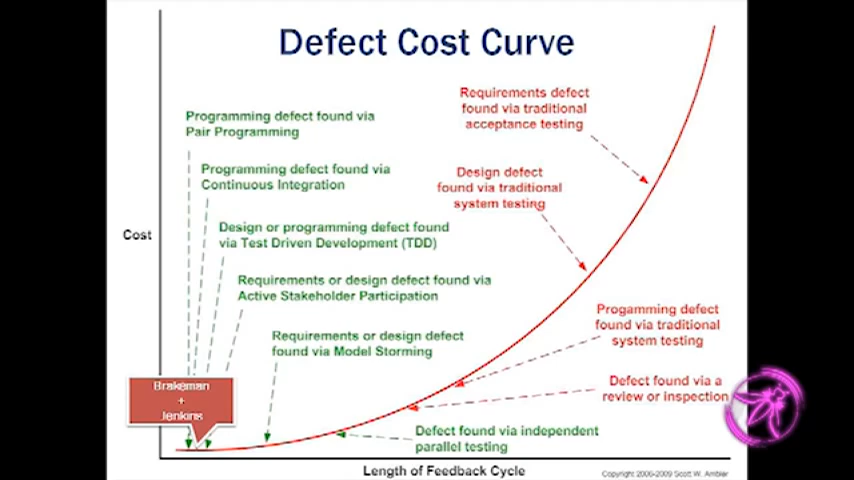 Defect Cost Curve
Programming defect found via
Pair Programming
Programming defect found via
Continuous Integration
Design or programming defect found
via Test Driven Development (TDD)
Requirements or design defect found via
Active Stakeholder Participation
Requirements or design defect
found via Model Storming
Requirements defect
found via traditional
acceptance testing
Design defect
found via traditional
system testing
Cost
Progamming defect
found via traditional
system testing
Defect found via a
review or inspection
Defect found via independent
parallel testing
Brakeman
+
Jenkins
Length of Feedback Cycle
Copyright 2006-2009 Scott W. Ambler